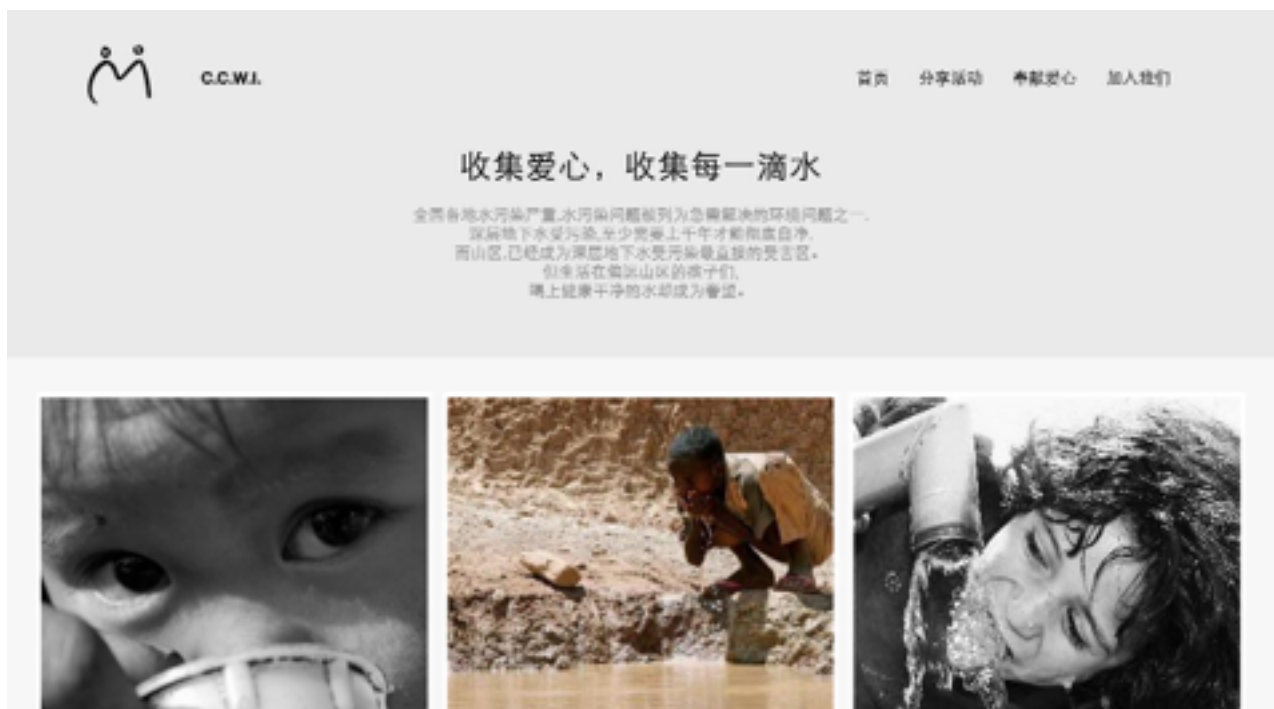 C.C.W.I.
首页 分享活动 奉献爱心 加入我们
收集爱心，收集每一滴水
全国各地水污染严重,水污染问题被列为急需解决的环境问题之一,
深层地下水受污染,至少需要上千年才能彻底自净,
而山区,已经成为深层地下水受污染最直接的受害区。
但生活在偏远山区的孩子们,
喝上健康干净的水却成为奢望。